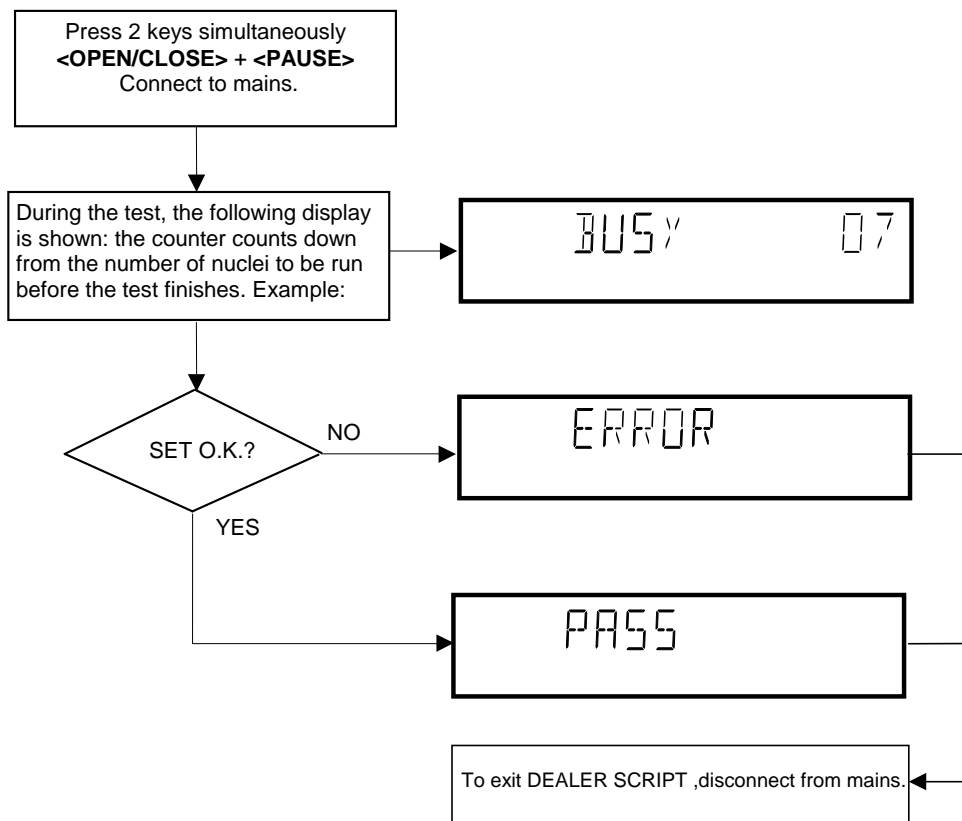 Press 2 keys simultaneously
<OPEN/CLOSE> + <PAUSE>
Connect to mains.
During the test, the following display
is shown: the counter counts down
from the number of nuclei to be run
before the test finishes. Example:
BUSY 07
SET O.K.?
NO
ERROR
YES
PASS
To exit DEALER SCRIPT ,disconnect from mains.